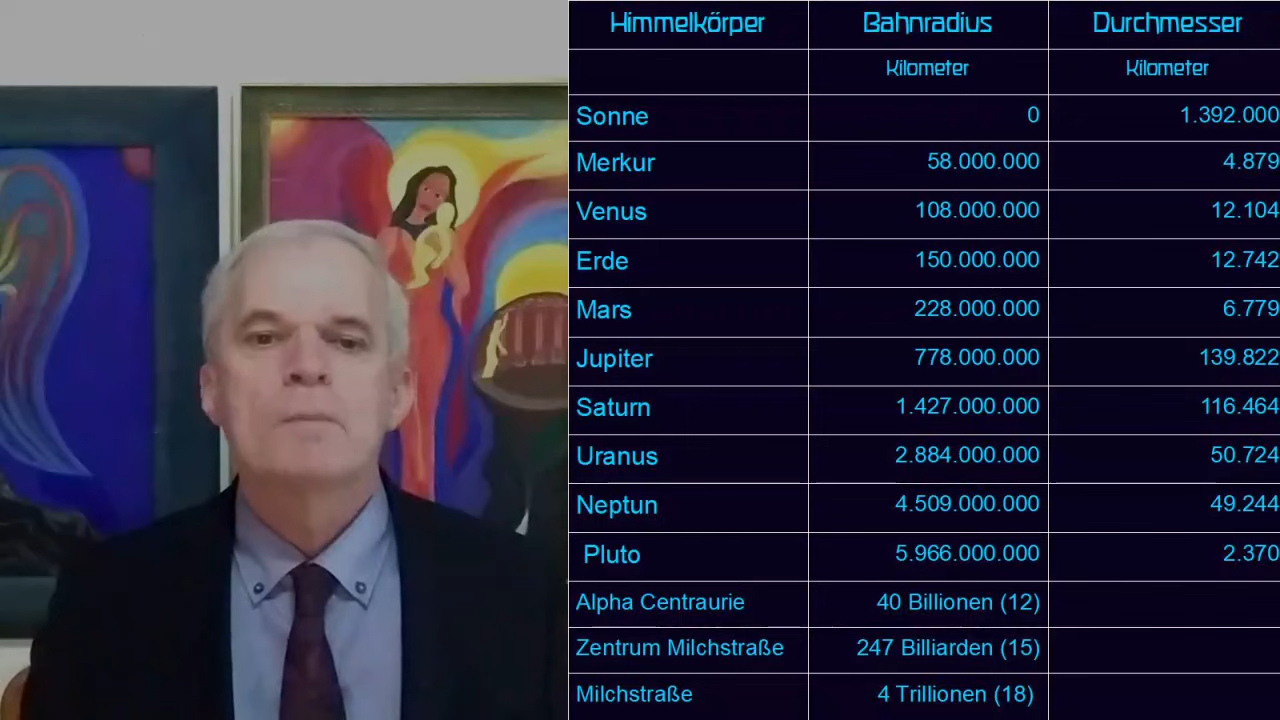 Himmelkörper Bahnradius Durchmesser
Kilometer Kilometer
Sonne 0 1.392.000
Merkur 58.000.000 4.879
Venus 108.000.000 12.104
Erde 150.000.000 12.742
Mars 228.000.000 6.779
Jupiter 778.000.000 139.822
Saturn 1.427.000.000 116.464
Uranus 2.884.000.000 50.724
Neptun 4.509.000.000 49.244
Pluto 5.966.000.000 2.370
Alpha Centraurie 40 Billionen (12)
Zentrum Milchstraße 247 Billiarden (15)
Milchstraße 4 Trillionen (18)